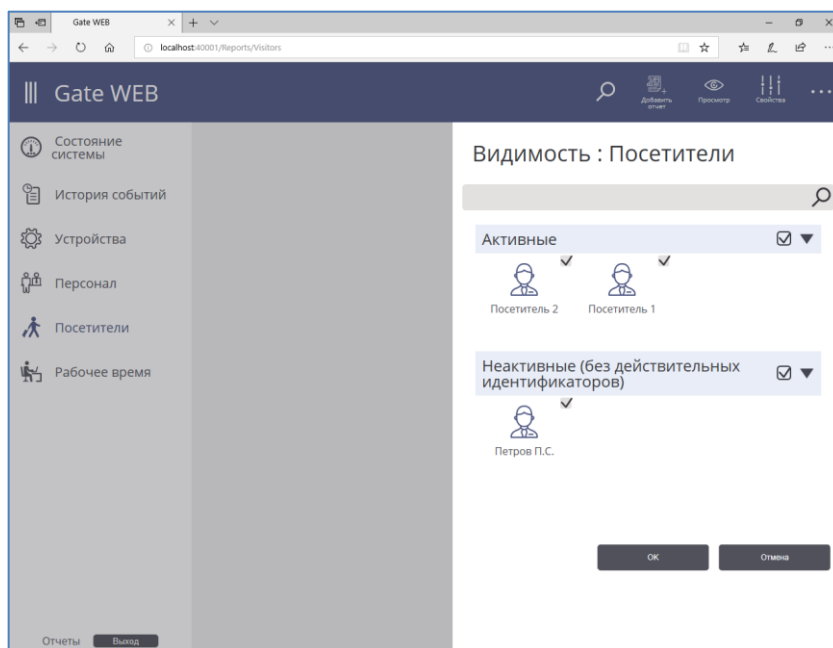 Gate WEB
localhost:40001/Reports/Visitors
Gate WEB
Добавить
отчет
Просмотр
Свойства
Состояние
системы
История событий
Устройства
Персонал
Посетители
Рабочее время
Отчеты
Выход
Видимость : Посетители
Активные
Посетитель 2
Посетитель 1
Неактивные (без действительных
идентификаторов)
Петров П.С.
ОК
Отмена